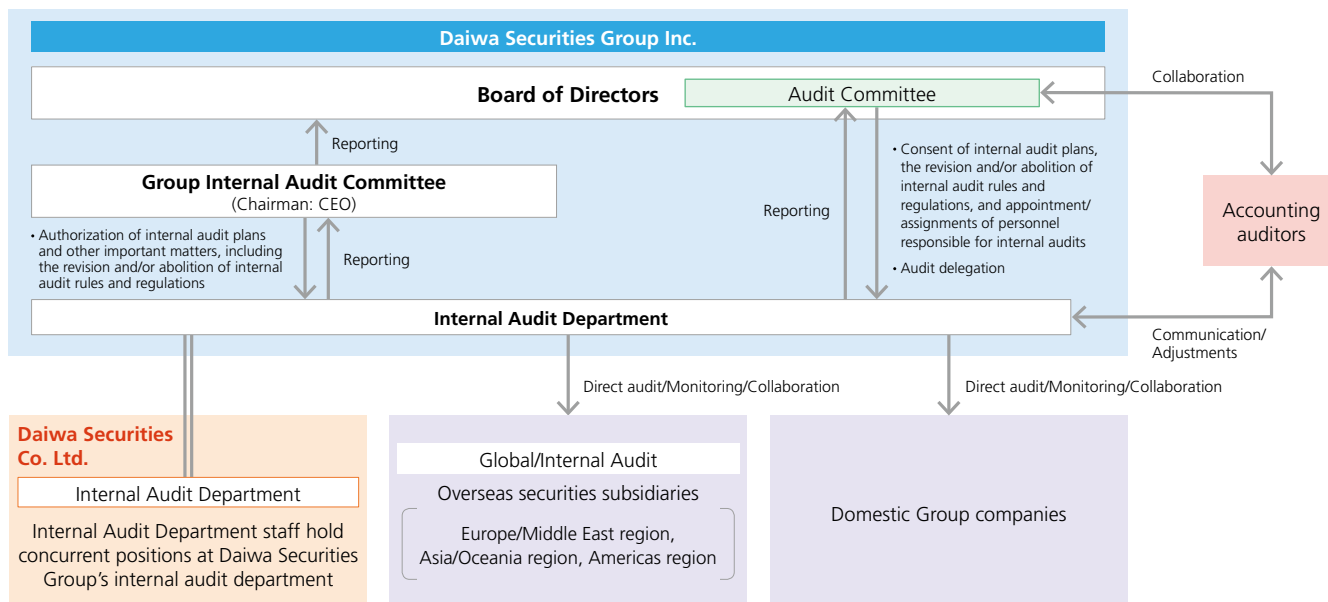 Daiwa Securities Group Inc.
Board of Directors
Audit Committee
Collaboration
Reporting
Group Internal Audit Committee
(Chairman: CEO)
• Authorization of internal audit plans
and other important matters, including
the revision and/or abolition of internal
audit rules and regulations
Reporting
Reporting
• Consent of internal audit plans,
the revision and/or abolition of
internal audit rules and
regulations, and appointment/
assignments of personnel
responsible for internal audits
• Audit delegation
Accounting
auditors
Internal Audit Department
Communication/
Adjustments
Direct audit/Monitoring/Collaboration
Direct audit/Monitoring/Collaboration
Daiwa Securities
Co. Ltd.
Internal Audit Department
Internal Audit Department staff hold
concurrent positions at Daiwa Securities
Group’s internal audit department
Global/Internal Audit
Overseas securities subsidiaries
Europe/Middle East region,
Asia/Oceania region, Americas region
Domestic Group companies